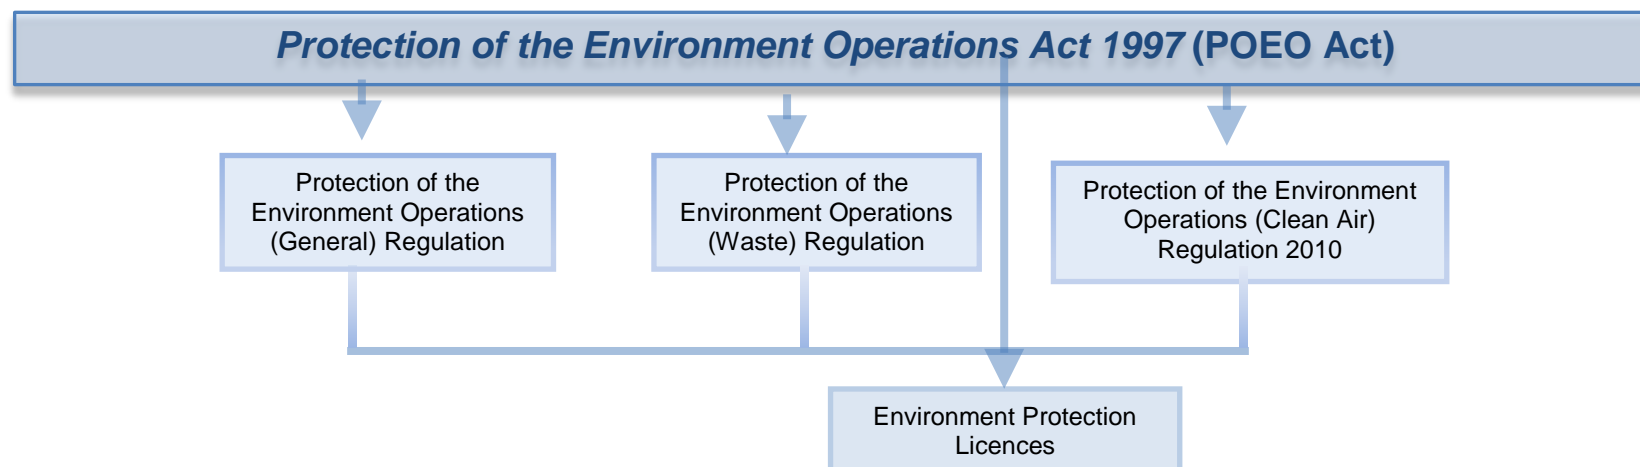 Protection of the Environment Operations Act 1997 (POEO Act)
Protection of the
Environment Operations
(General) Regulation
Protection of the
Environment Operations
(Waste) Regulation
Protection of the Environment
Operations (Clean Air)
Regulation 2010
Environment Protection
Licences